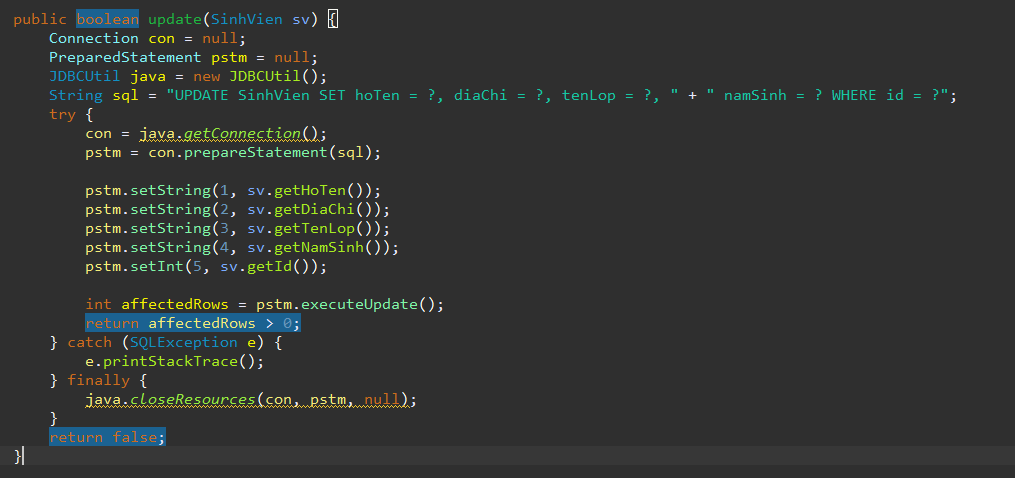 public boolean update(SinhVien sv) {
    Connection con = null;
    PreparedStatement pstm = null;
    JDBCUtil java = new JDBCUtil();
    String sql = "UPDATE SinhVien SET hoTen = ?, diaChi = ?, tenLop = ?, " + " namSinh = ? WHERE id = ?";
    try {
        con = java.getConnection();
        pstm = con.prepareStatement(sql);

        pstm.setString(1, sv.getHoTen());
        pstm.setString(2, sv.getDiaChi());
        pstm.setString(3, sv.getTenLop());
        pstm.setString(4, sv.getNamSinh());
        pstm.setInt(5, sv.getId());

        int affectedRows = pstm.executeUpdate();
        return affectedRows > 0;
    } catch (SQLException e) {
        e.printStackTrace();
    } finally {
        java.closeResources(con, pstm, null);
    }
    return false;
}